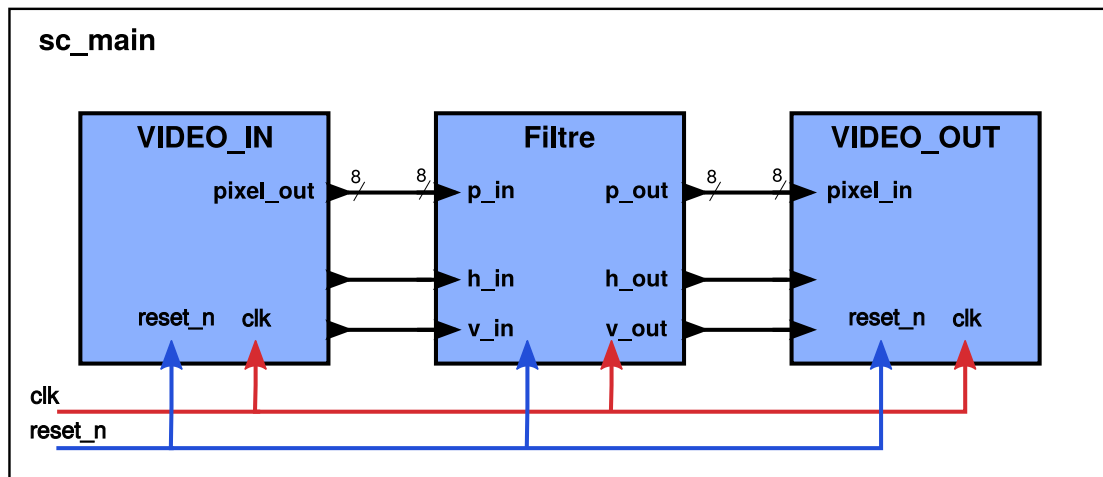 sc_main
VIDEO_IN
Filtre
VIDEO_OUT
8
8
8
8
pixel_out
p_in
p_out
pixel_in
h_in
h_out
reset_n
clk
v_in
v_out
reset_n
clk
clk
reset_n